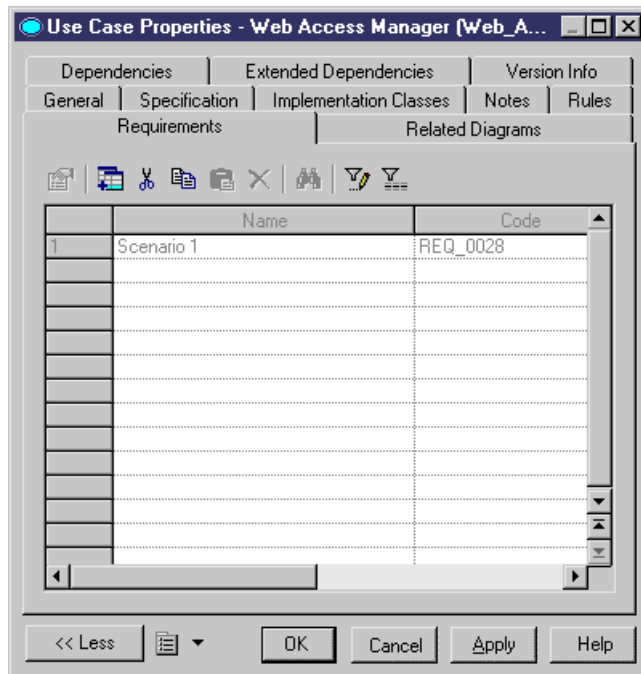 Use Case Properties - Web Access Manager (Web_A...
Dependencies Extended Dependencies Version Info
General Specification Implementation Classes Notes Rules
Requirements Related Diagrams
Name Code
1 Scenario 1 REQ_0028
<< Less OK Cancel Apply Help